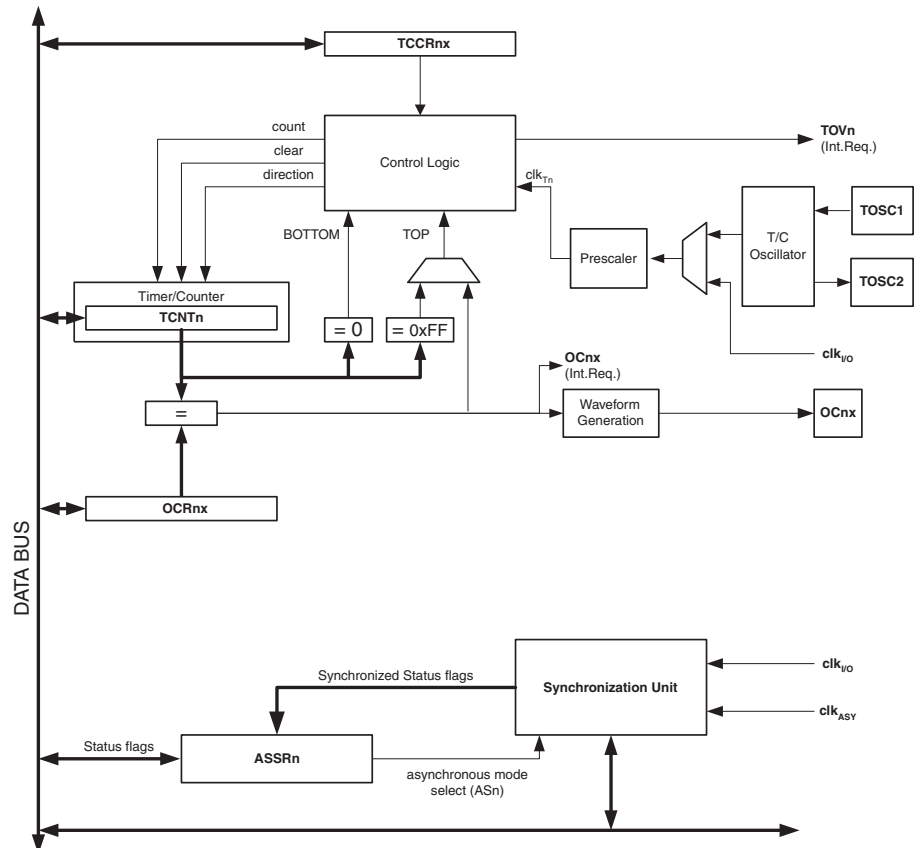 TCCRnx
count
clear
direction
Control Logic
TOVn
(Int.Req.)
clkTn
BOTTOM
TOP
Prescaler
T/C
Oscillator
TOSC1
TOSC2
Timer/Counter
TCNTn
= 0
= 0xFF
clkI/O
OCnx
(Int.Req.)
=
Waveform
Generation
OCnx
OCRnx
DATA BUS
Synchronized Status flags
Synchronization Unit
clkI/O
clkASY
Status flags
ASSRn
asynchronous mode
select (ASn)